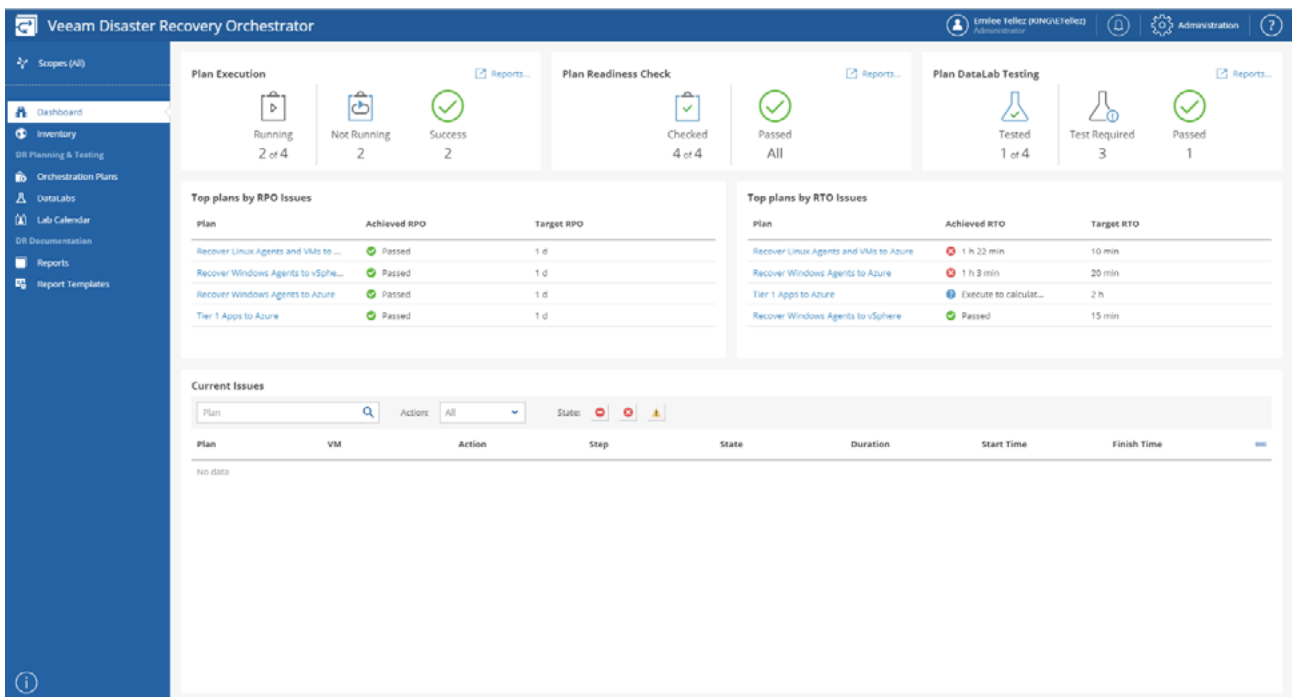 Veeam Disaster Recovery Orchestrator
Emilee Tellez (KING\ETellez)
Administrator
Administration
?
Scopes (All)
Dashboard
Inventory
DR Planning & Testing
Orchestration Plans
DataLabs
Lab Calendar
DR Documentation
Reports
Report Templates
Plan Execution
Reports...
Running
2 of 4
Not Running
2
Success
2
Plan Readiness Check
Reports...
Checked
4 of 4
Passed
All
Plan DataLab Testing
Reports...
Tested
1 of 4
Test Required
3
Passed
1
Top plans by RPO Issues
Plan Achieved RPO Target RPO
Recover Linux Agents and VMs to ... Passed 1 d
Recover Windows Agents to vSphe... Passed 1 d
Recover Windows Agents to Azure Passed 1 d
Tier 1 Apps to Azure Passed 1 d
Top plans by RTO Issues
Plan Achieved RTO Target RTO
Recover Linux Agents and VMs to Azure 1 h 22 min 10 min
Recover Windows Agents to Azure 1 h 3 min 20 min
Tier 1 Apps to Azure Execute to calculat... 2 h
Recover Windows Agents to vSphere Passed 15 min
Current Issues
Plan Action: All State:
Plan VM Action Step State Duration Start Time Finish Time
No data